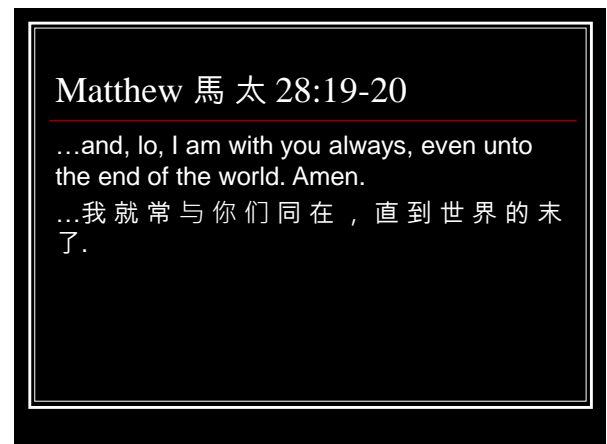 Matthew 馬 太 28:19-20
…and, lo, I am with you always, even unto
the end of the world. Amen.
…我 就 常 与 你 们 同 在 ， 直 到 世 界 的 末
了.